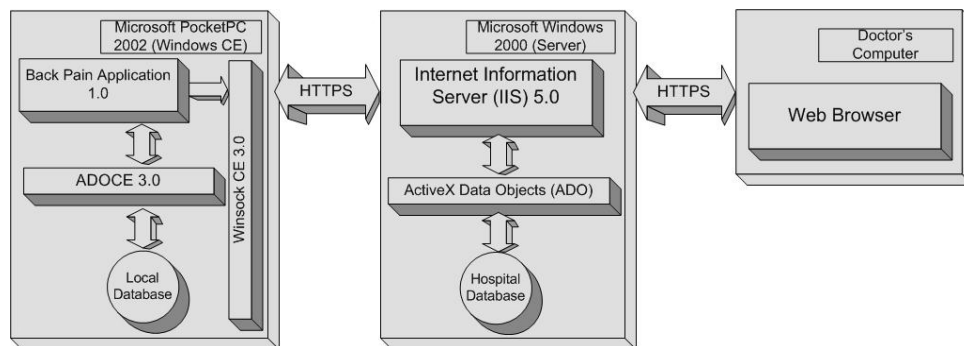 Microsoft PocketPC
2002 (Windows CE)
Back Pain Application
1.0
ADOCE 3.0
Local
Database
Winsock CE 3.0
HTTPS
Microsoft Windows
2000 (Server)
Internet Information
Server (IIS) 5.0
ActiveX Data Objects (ADO)
Hospital
Database
HTTPS
Doctor's
Computer
Web Browser